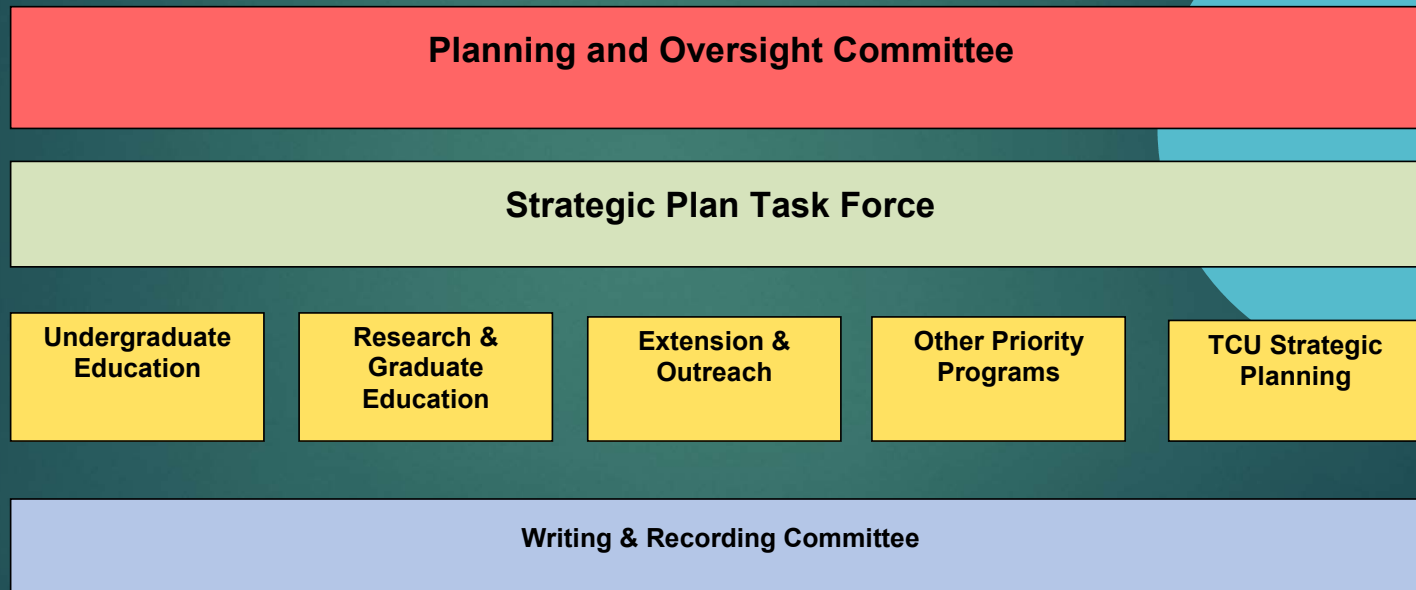 Planning and Oversight Committee
Strategic Plan Task Force
Undergraduate
Education
Research &
Graduate
Education
Extension &
Outreach
Other Priority
Programs
TCU Strategic
Planning
Writing & Recording Committee